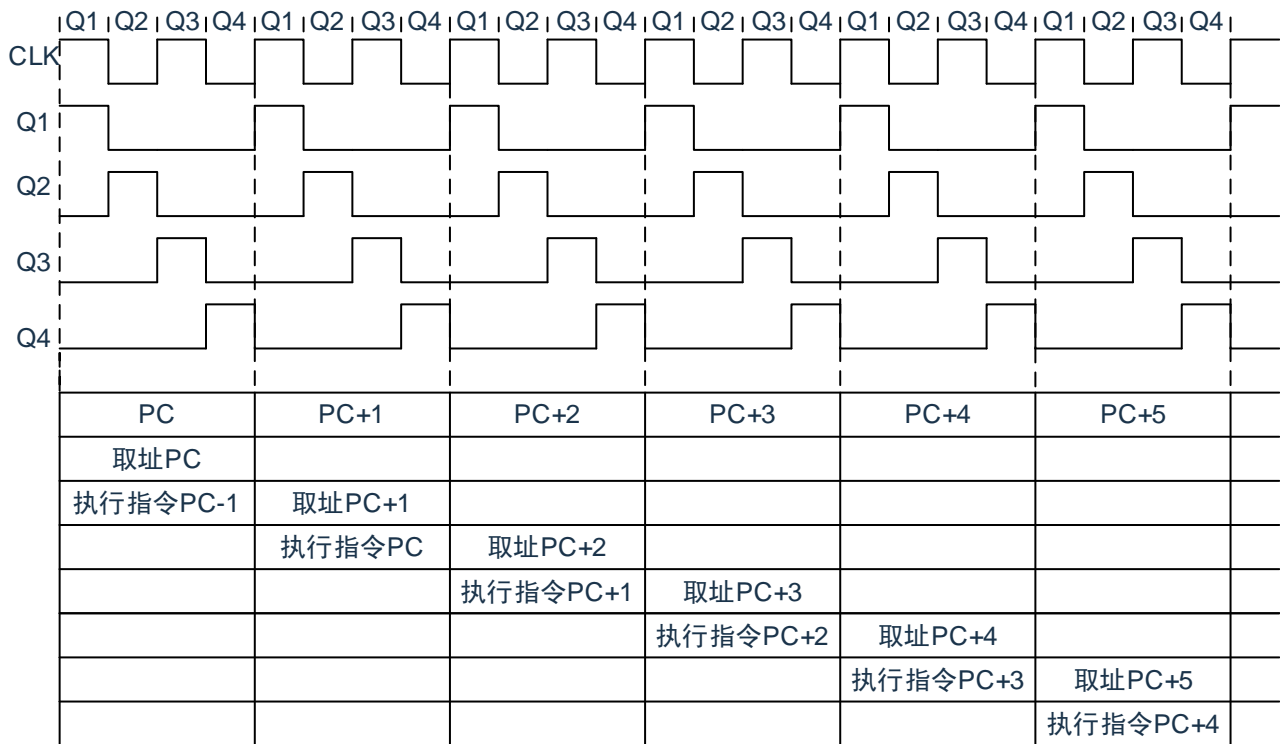 Q1 Q2 Q3 Q4 Q1 Q2 Q3 Q4 Q1 Q2 Q3 Q4 Q1 Q2 Q3 Q4 Q1 Q2 Q3 Q4 Q1 Q2 Q3 Q4
CLK
Q1
Q2
Q3
Q4
PC PC+1 PC+2 PC+3 PC+4 PC+5
取址PC
执行指令PC-1 取址PC+1
执行指令PC 取址PC+2
执行指令PC+1 取址PC+3
执行指令PC+2 取址PC+4
执行指令PC+3 取址PC+5
执行指令PC+4